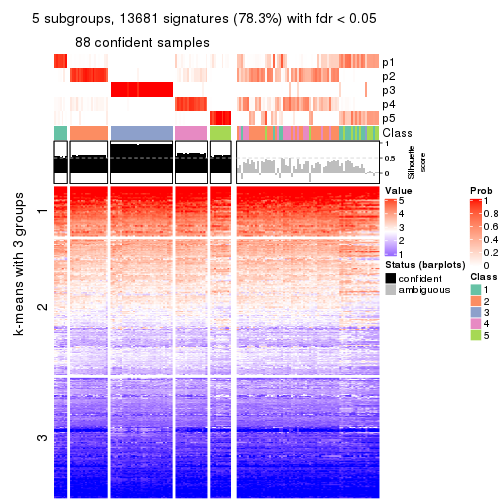 5 subgroups, 13681 signatures (78.3%) with fdr < 0.05
88 confident samples
p1
p2
p3
p4
p5
Class
1
0.5
0
Silhouette
score
k-means with 3 groups
1
2
3
Value
5
4
3
2
1
Status (barplots)
confident
ambiguous
Prob
1
0.8
0.6
0.4
0.2
0
Class
1
2
3
4
5